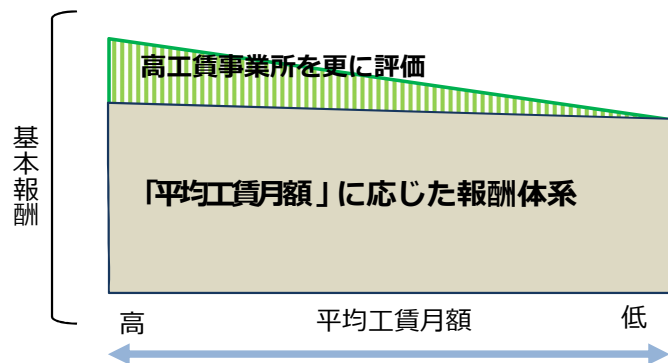 高工賃事業所を更に評価
基本報酬
「平均工賃月額」に応じた報酬体系
高
平均工賃月額
低